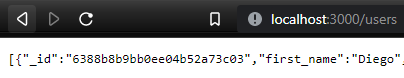 localhost:3000/users
[{"_id":"6388b8b9bb0ee04b52a73c03","first_name":"Diego",